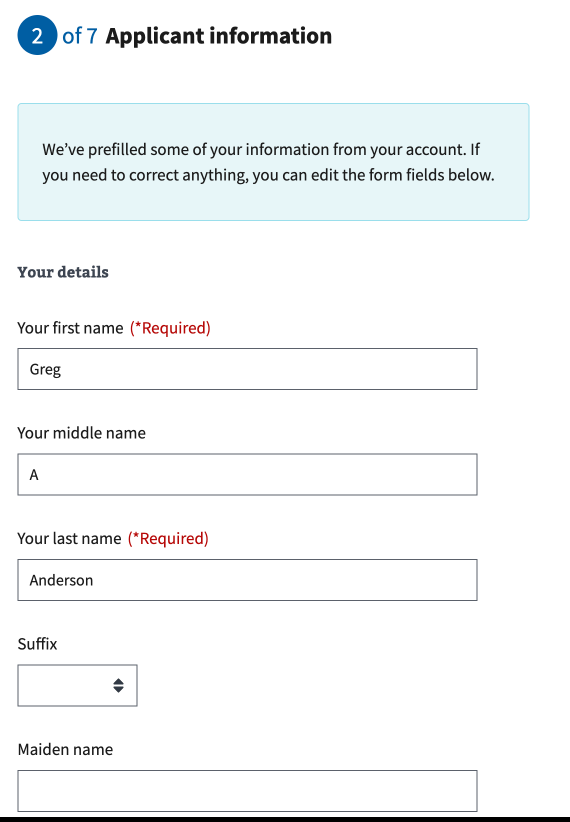 2 of 7 Applicant information
We’ve prefilled some of your information from your account. If
you need to correct anything, you can edit the form fields below.
Your details
Your first name (*Required)
Greg
Your middle name
A
Your last name (*Required)
Anderson
Suffix
Maiden name